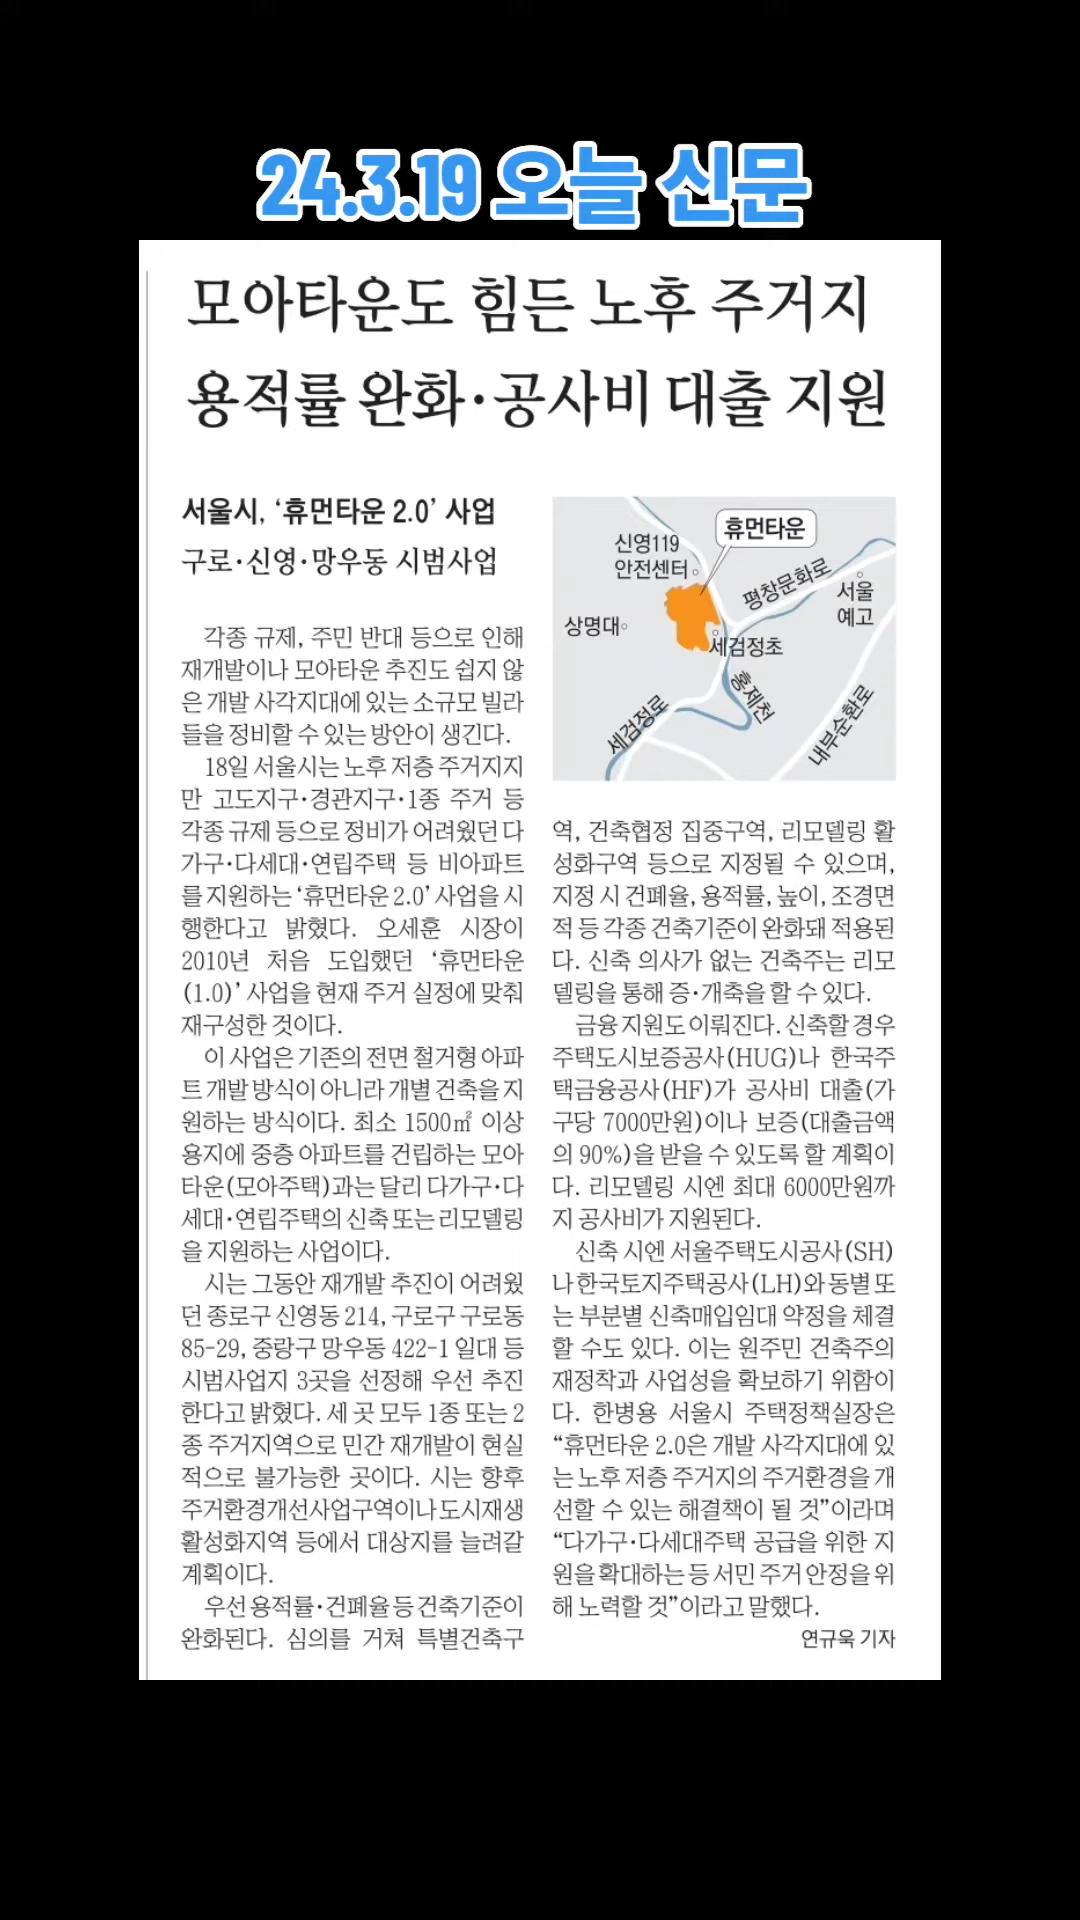 24.3.19 오늘 신문
모아타운도 힘든 노후 주거지
용적률 완화·공사비 대출 지원
서울시, ‘휴먼타운 2.0’ 사업
구로·신영·망우동 시범사업
각종 규제, 주민 반대 등으로 인해
재개발이나 모아타운 추진도 쉽지 않
은 개발 사각지대에 있는 소규모 빌라
들을 정비할 수 있는 방안이 생긴다.
18일 서울시는 노후 저층 주거지지
만 고도지구·경관지구·1종 주거 등
각종 규제 등으로 정비가 어려웠던 다
가구·다세대·연립주택 등 비아파트
를 지원하는 ‘휴먼타운 2.0’ 사업을 시
행한다고 밝혔다. 오세훈 시장이
2010년 처음 도입했던 ‘휴먼타운
(1.0)’ 사업을 현재 주거 실정에 맞춰
재구성한 것이다.
이 사업은 기존의 전면 철거형 아파
트 개발 방식이 아니라 개별 건축을 지
원하는 방식이다. 최소 1500㎡ 이상
용지에 중층 아파트를 건립하는 모아
타운(모아주택)과는 달리 다가구·다
세대·연립주택의 신축 또는 리모델링
을 지원하는 사업이다.
시는 그동안 재개발 추진이 어려웠
던 종로구 신영동 214, 구로구 구로동
85-29, 중랑구 망우동 422-1 일대 등
시범사업지 3곳을 선정해 우선 추진
한다고 밝혔다. 세 곳 모두 1종 또는 2
종 주거지역으로 민간 재개발이 현실
적으로 불가능한 곳이다. 시는 향후
주거환경개선사업구역이나 도시재생
활성화지역 등에서 대상지를 늘려갈
계획이다.
우선 용적률·건폐율 등 건축기준이
완화된다. 심의를 거쳐 특별건축구
휴먼타운
신영119
안전센터
평창문화로
서울
예고
상명대
세검정초
홍제천
세검정로
내부순환로
역, 건축협정 집중구역, 리모델링 활
성화구역 등으로 지정될 수 있으며,
지정 시 건폐율, 용적률, 높이, 조경면
적 등 각종 건축기준이 완화돼 적용된
다. 신축 의사가 없는 건축주는 리모
델링을 통해 증·개축을 할 수 있다.
금융 지원도 이뤄진다. 신축할 경우
주택도시보증공사(HUG)나 한국주
택금융공사(HF)가 공사비 대출(가
구당 7000만원)이나 보증(대출금액
의 90%)을 받을 수 있도록 할 계획이
다. 리모델링 시엔 최대 6000만원까
지 공사비가 지원된다.
신축 시엔 서울주택도시공사(SH)
나 한국토지주택공사(LH)와 동별 또
는 부분별 신축매입임대 약정을 체결
할 수도 있다. 이는 원주민 건축주의
재정착과 사업성을 확보하기 위함이
다. 한병용 서울시 주택정책실장은
“휴먼타운 2.0은 개발 사각지대에 있
는 노후 저층 주거지의 주거환경을 개
선할 수 있는 해결책이 될 것”이라며
“다가구·다세대주택 공급을 위한 지
원을 확대하는 등 서민 주거 안정을 위
해 노력할 것”이라고 말했다.
연규욱 기자